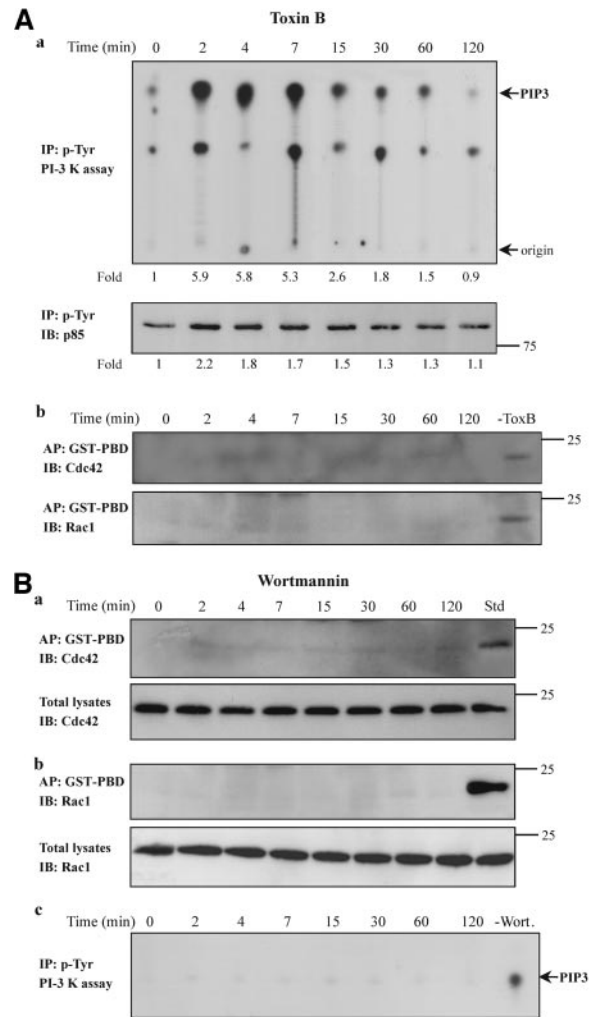 A
Toxin B
a
Time (min) 0 2 4 7 15 30 60 120
PIP3
IP: p-Tyr
PI-3 K assay
origin
Fold 1 5.9 5.8 5.3 2.6 1.8 1.5 0.9
IP: p-Tyr
IB: p85
75
Fold 1 2.2 1.8 1.7 1.5 1.3 1.3 1.1
b
Time (min) 0 2 4 7 15 30 60 120 -ToxB
25
AP: GST-PBD
IB: Cdc42
25
AP: GST-PBD
IB: Rac1
B
Wortmannin
a
Time (min) 0 2 4 7 15 30 60 120 Std
25
AP: GST-PBD
IB: Cdc42
25
Total lysates
IB: Cdc42
b
25
AP: GST-PBD
IB: Rac1
25
Total lysates
IB: Rac1
c
Time (min) 0 2 4 7 15 30 60 120 -Wort.
IP: p-Tyr
PI-3 K assay
PIP3